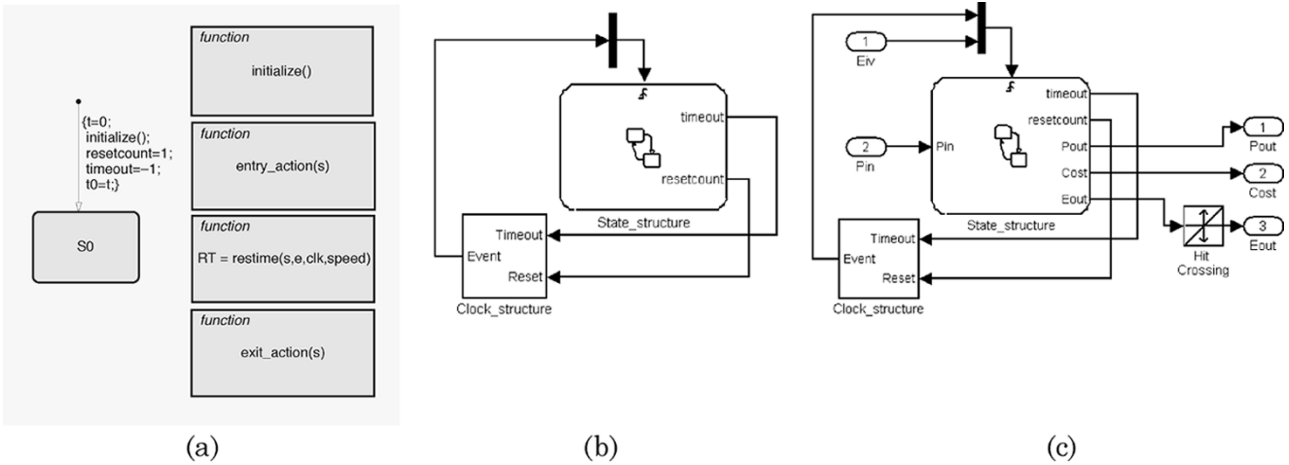 function
initialize()
{t=0;
initialize();
resetcount=1;
timeout=–1;
t0=t;}
function
entry_action(s)
S0
function
RT = restime(s,e,clk,speed)
function
exit_action(s)
(a)
timeout
resetcount
State_structure
Timeout
Event
Reset
Clock_structure
(b)
1
Eiv
2
Pin
Pin
timeout
resetcount
Pout
Cost
Eout
State_structure
1
Pout
2
Cost
3
Eout
Hit
Crossing
Timeout
Event
Reset
Clock_structure
(c)